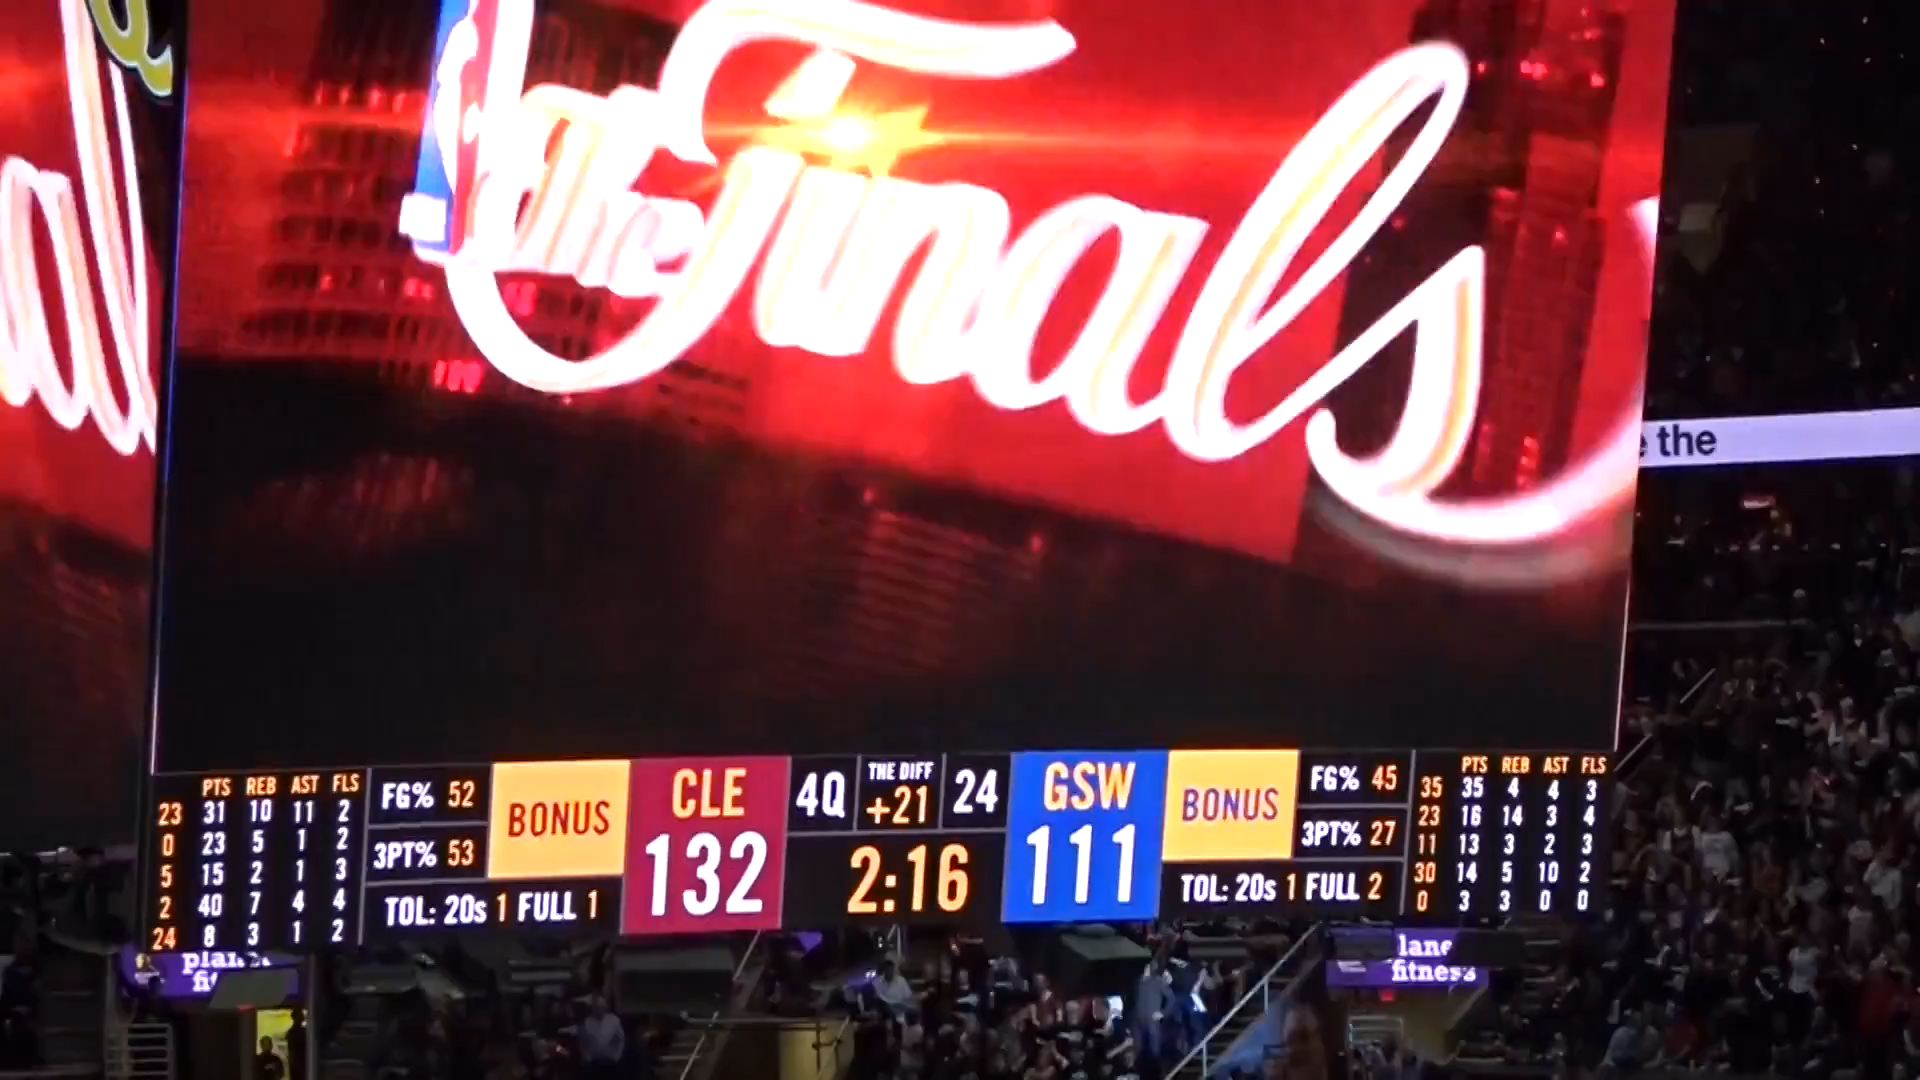 The Finals
the
PTS REB AST FLS
23 31 10 11 2
0 23 5 1 2
5 15 2 1 3
2 40 7 4 4
24 8 3 1 2
FG% 52
3PT% 53
BONUS
TOL: 20s 1 FULL 1
CLE
132
4Q
THE DIFF
+21
24
2:16
GSW
111
BONUS
FG% 45
3PT% 27
TOL: 20s 1 FULL 2
PTS REB AST FLS
35 35 4 4 3
23 16 14 3 4
11 13 3 2 3
30 14 5 10 2
0 3 3 0 0
fitness